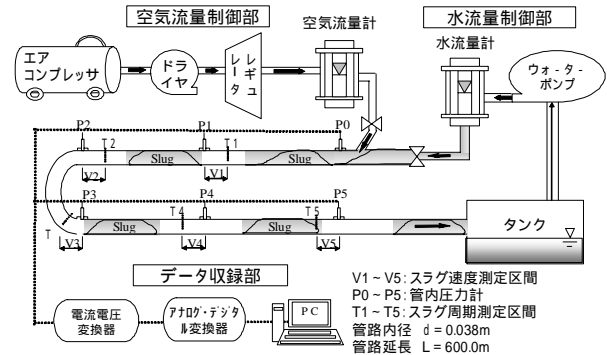 空気流量制御部
空気流量計
水流量制御部
水流量計
エア
コンプレッサ
ドラ
イヤ
レギュ
レータ
ウォ-タ-
ポンプ
P2
P1
P0
T2
T1
Slug
Slug
V2
V1
P3
P4
P5
T
T4
T5
Slug
Slug
V3
V4
V5
タンク
データ収録部
電流電圧
変換器
アナログ・デジタ
ル変換器
PC
V1~V5:スラグ速度測定区間
P0~P5:管内圧力計
T1~T5:スラグ周期測定区間
管路内径 d=0.038m
管路延長 L=600.0m